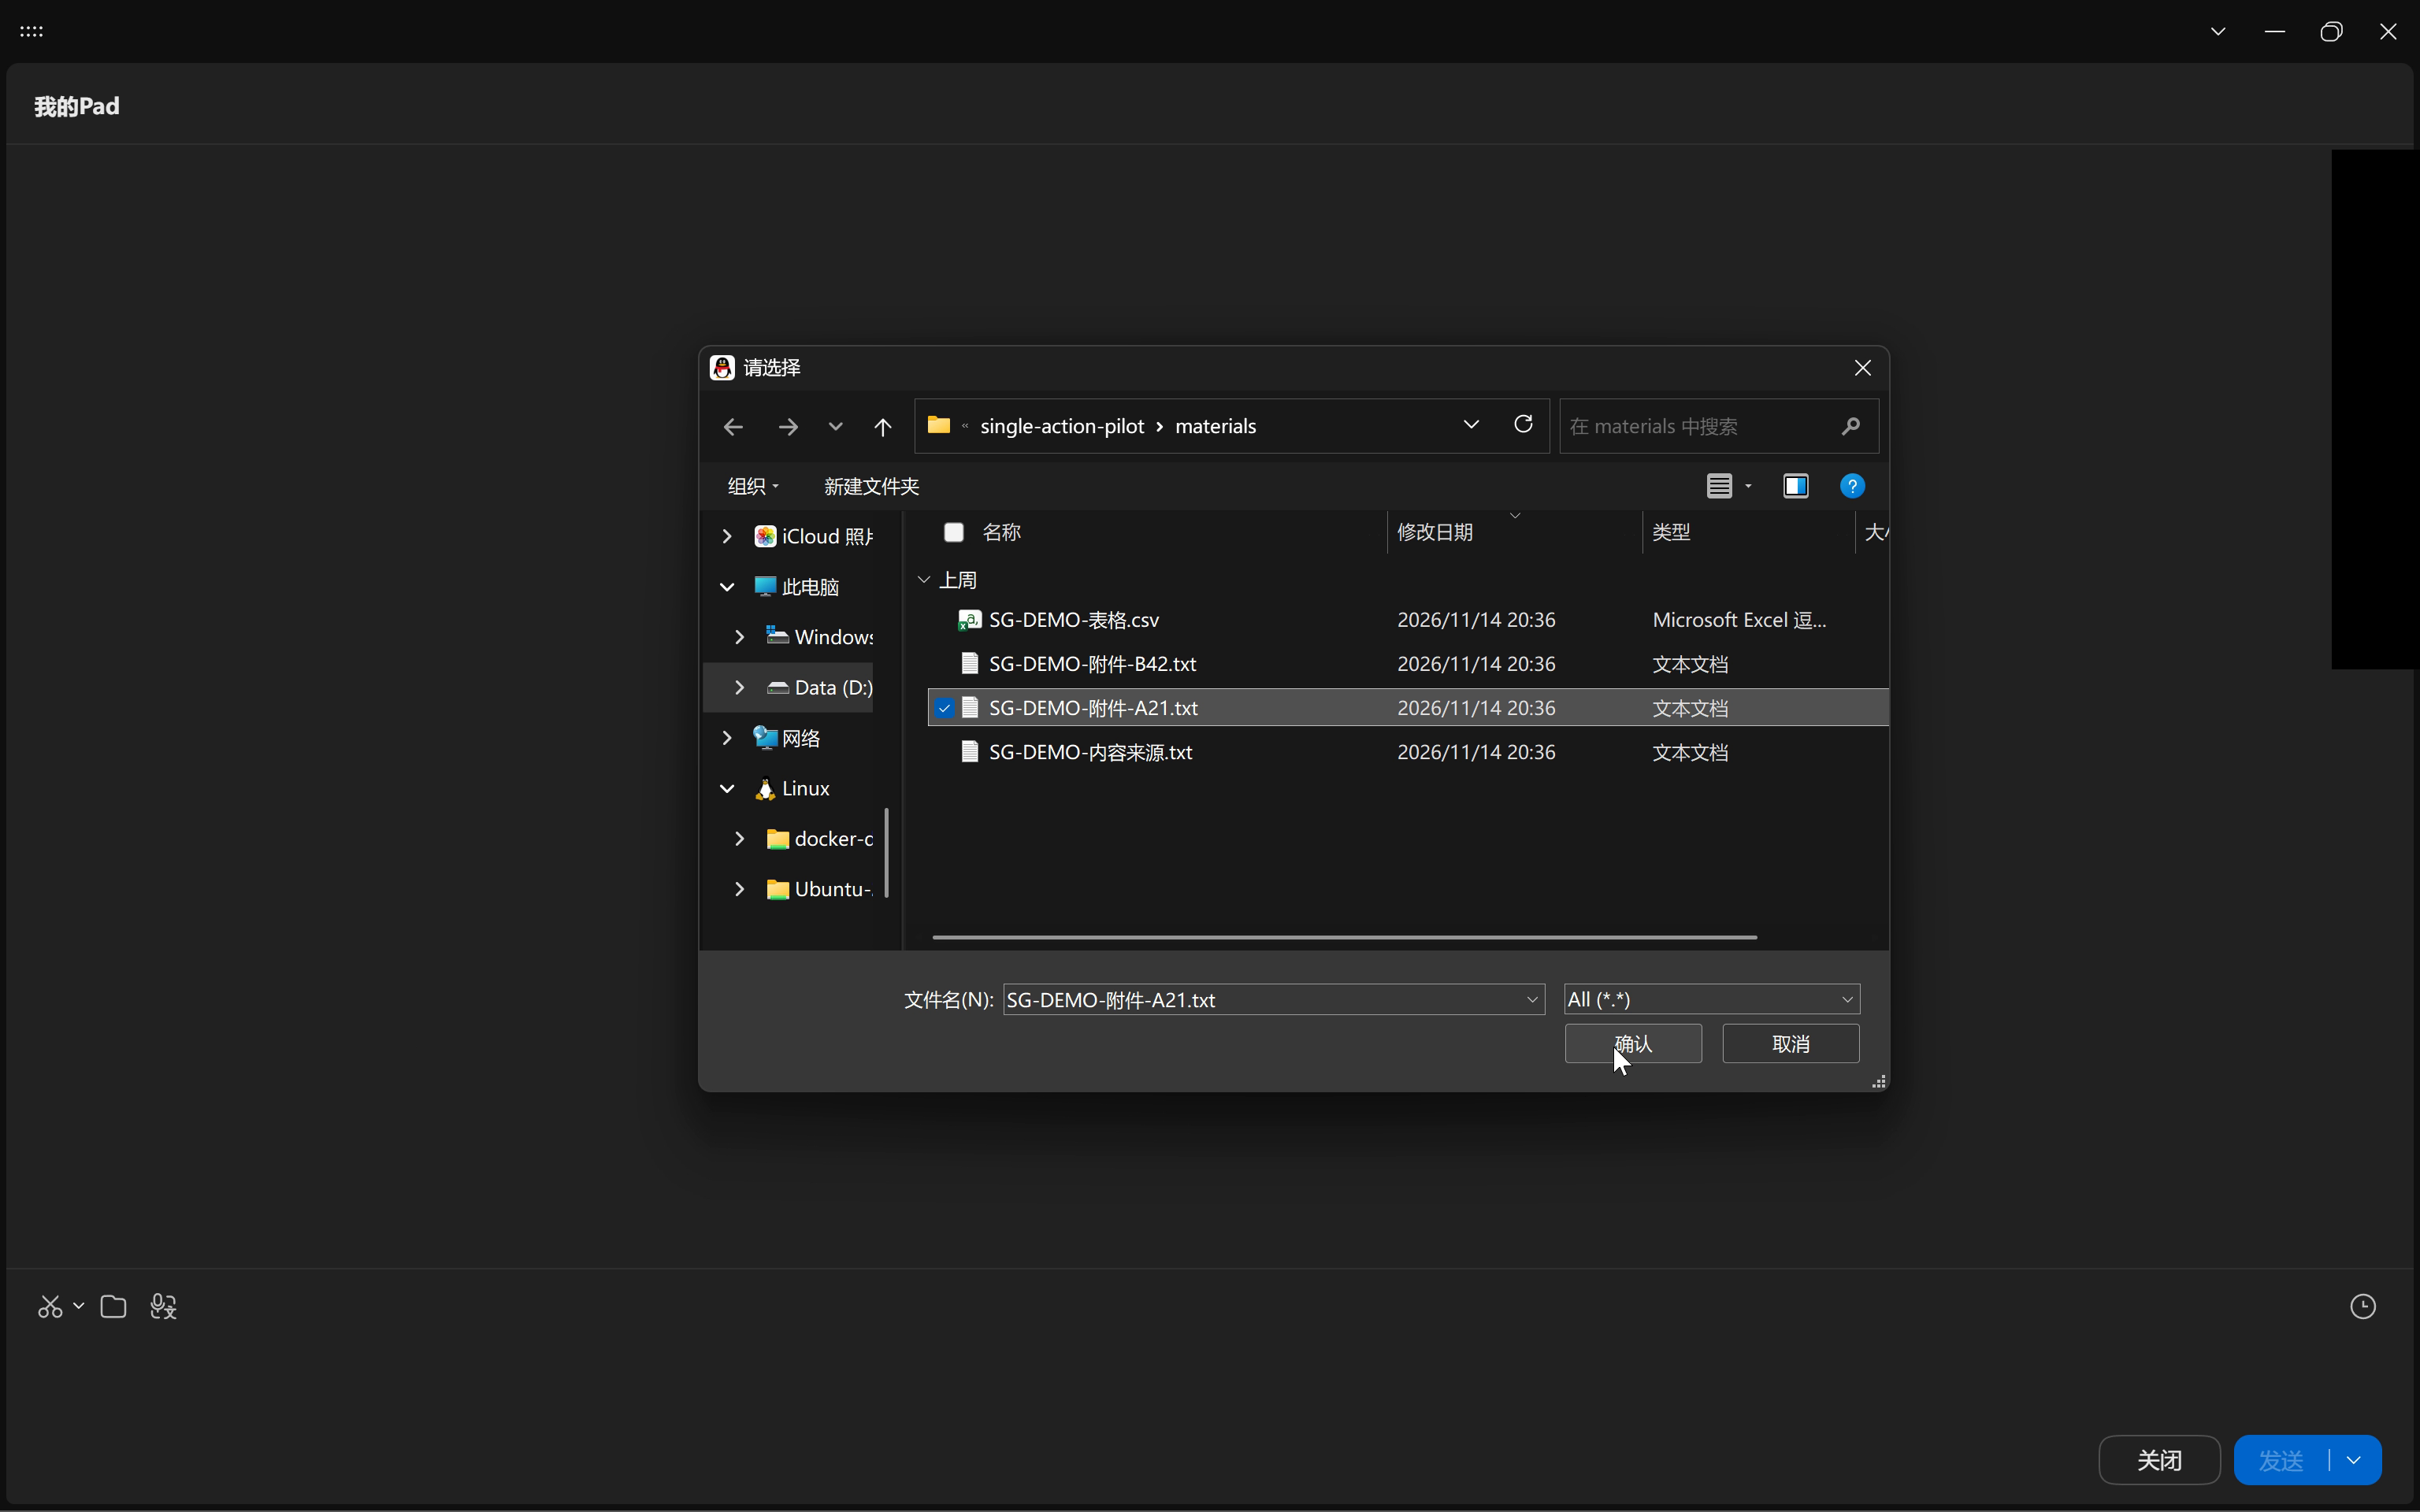 我的Pad
请选择
« single-action-pilot › materials
在 materials 中搜索
组织
新建文件夹
iCloud 照片
此电脑
Windows
Data (D:)
网络
Linux
docker-d
Ubuntu-
名称 修改日期 类型 大小
上周
SG-DEMO-表格.csv 2026/11/14 20:36 Microsoft Excel 逗...
SG-DEMO-附件-B42.txt 2026/11/14 20:36 文本文档
SG-DEMO-附件-A21.txt 2026/11/14 20:36 文本文档
SG-DEMO-内容来源.txt 2026/11/14 20:36 文本文档
文件名(N): SG-DEMO-附件-A21.txt All (*.*)
确认 取消
关闭 发送